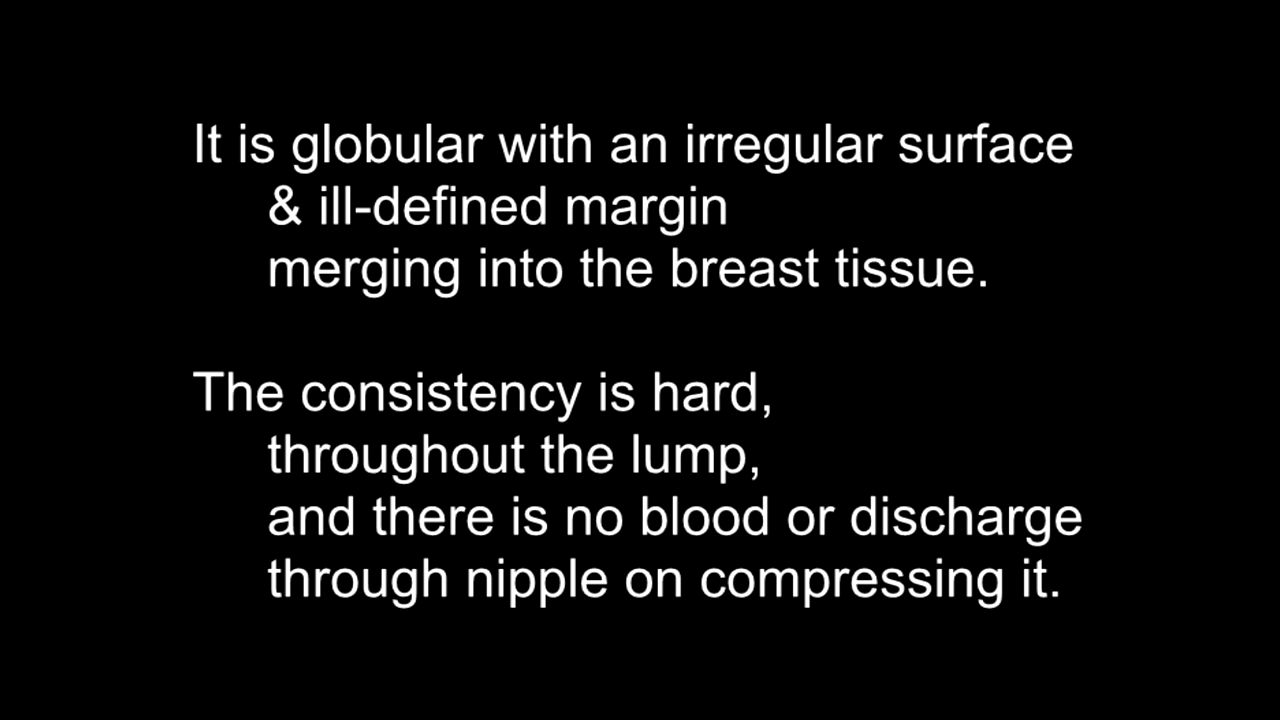 It is globular with an irregular surface
& ill-defined margin
merging into the breast tissue.
The consistency is hard,
throughout the lump,
and there is no blood or discharge
through nipple on compressing it.